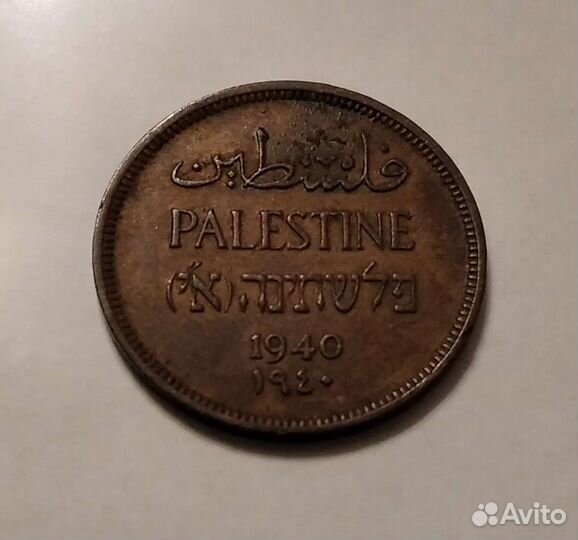 فلسطين
PALESTINE
פלשתינה (א״י)
1940
١٩٤٠
Avito